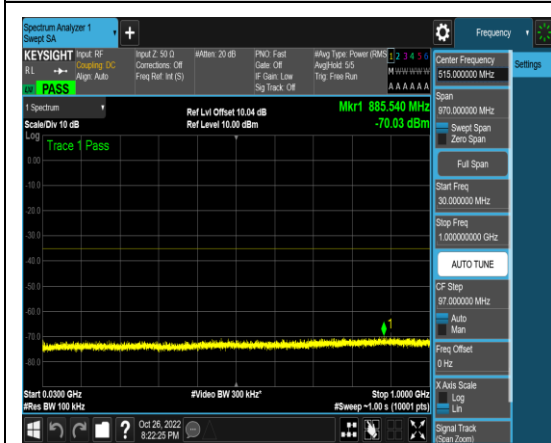 Spectrum Analyzer 1
Swept SA
Frequency
KEYSIGHT
RL
Input: RF
Coupling: DC
Align: Auto
Input Z: 50 Ω
Corrections: Off
Freq Ref: Int (S)
#Atten: 20 dB
PNO: Fast
Gate: Off
IF Gain: Low
Sig Track: Off
#Avg Type: Power (RMS)
Avg|Hold: 5/5
Trig: Free Run
1 2 3 4 5 6
M W W W W W
A A A A A A
PASS
1 Spectrum
Scale/Div 10 dB
Ref Lvl Offset 10.04 dB
Ref Level 10.00 dBm
Mkr1 885.540 MHz
-70.03 dBm
Log
Trace 1 Pass
0.00
-10.0
-20.0
-30.0
-40.0
-50.0
-60.0
-70.0
-80.0
1
Start 0.0300 GHz
#Res BW 100 kHz
#Video BW 300 kHz*
Stop 1.0000 GHz
#Sweep ~1.00 s (10001 pts)
Oct 26, 2022
8:22:25 PM
Settings
Center Frequency
515.000000 MHz
Span
970.000000 MHz
Swept Span
Zero Span
Full Span
Start Freq
30.000000 MHz
Stop Freq
1.000000000 GHz
AUTO TUNE
CF Step
97.000000 MHz
Auto
Man
Freq Offset
0 Hz
X Axis Scale
Log
Lin
Signal Track
(Span Zoom)